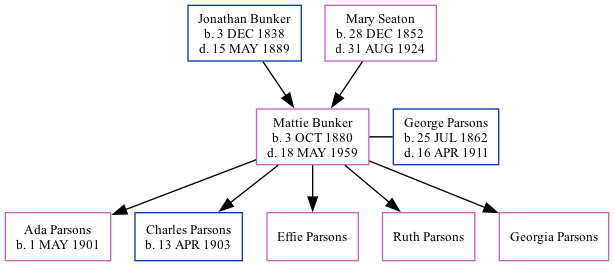 Jonathan Bunker
b. 3 DEC 1838
d. 15 MAY 1889
Mary Seaton
b. 28 DEC 1852
d. 31 AUG 1924
Mattie Bunker
b. 3 OCT 1880
d. 18 MAY 1959
George Parsons
b. 25 JUL 1862
d. 16 APR 1911
Ada Parsons
b. 1 MAY 1901
Charles Parsons
b. 13 APR 1903
Effie Parsons
Ruth Parsons
Georgia Parsons